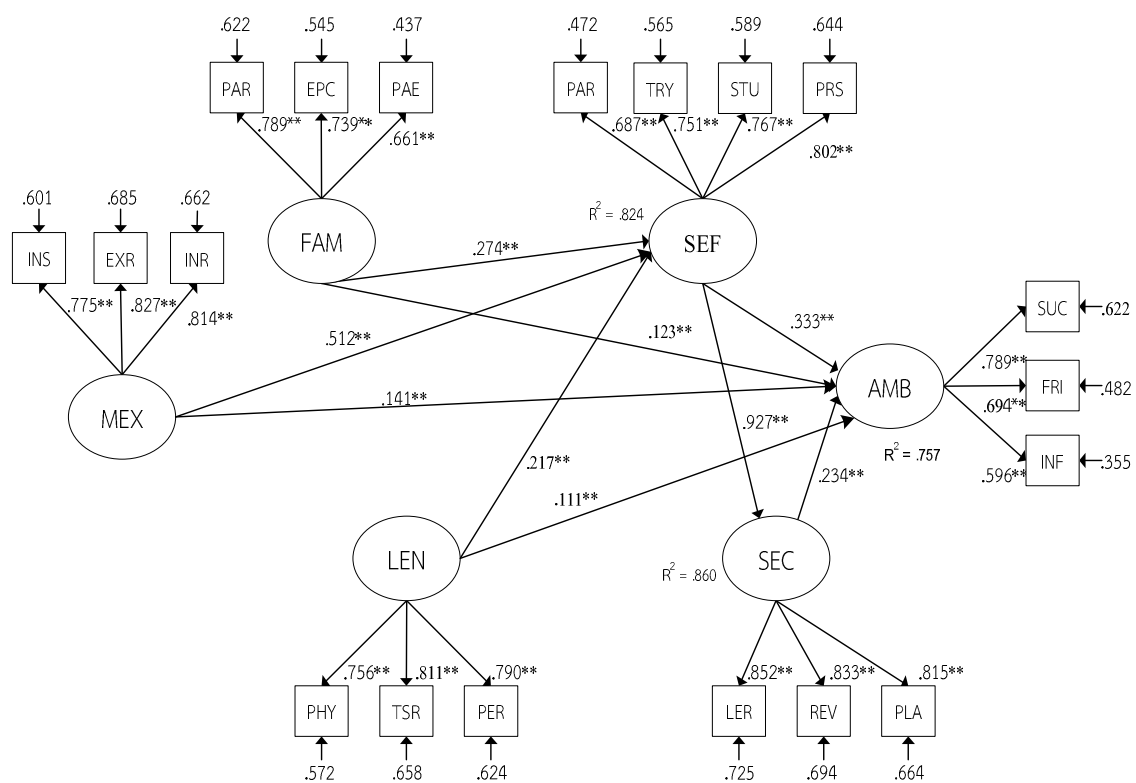 .622 .545 .437 .472 .565 .589 .644
PAR EPC PAE PAR TRY STU PRS
.789** .739** .661** .687** .751** .767** .802**
.601 .685 .662
R² = .824
INS EXR INR FAM SEF
.274**
.775** .827** .814**
SUC .622
.512** .123** .333**
.789**
MEX .141** AMB FRI .482
.694**
.927** R² = .757
.217** .234** .596** INF .355
.111**
LEN SEC
R² = .860
.756** .811** .790** .852** .833** .815**
PHY TSR PER LER REV PLA
.572 .658 .624 .725 .694 .664